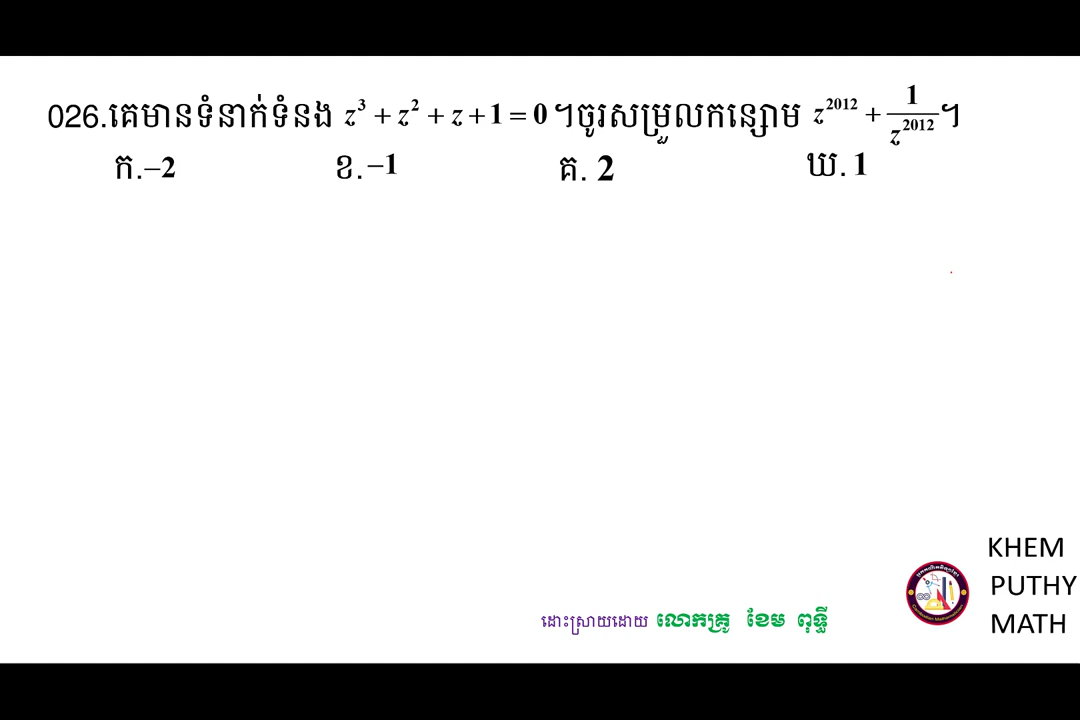 026.គេមានទំនាក់ទំនង z³ + z² + z + 1 = 0 ។ចូរសម្រួលកន្សោម z²⁰¹² + 1/z²⁰¹² ។
ក.–2 ខ.–1 គ. 2 ឃ. 1
KHEM
PUTHY
MATH
ដោះស្រាយដោយ លោកគ្រូ ខែម ពុទ្ធី